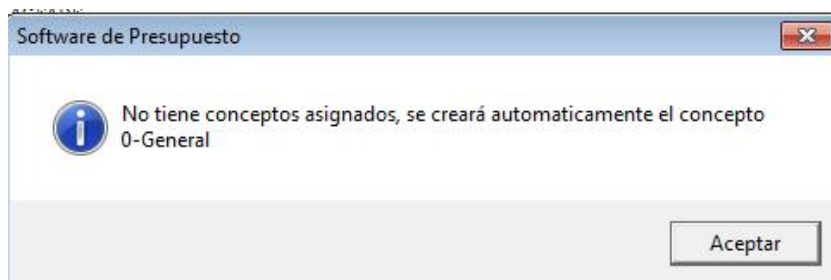 Software de Presupuesto
No tiene conceptos asignados, se creará automaticamente el concepto
0-General
Aceptar